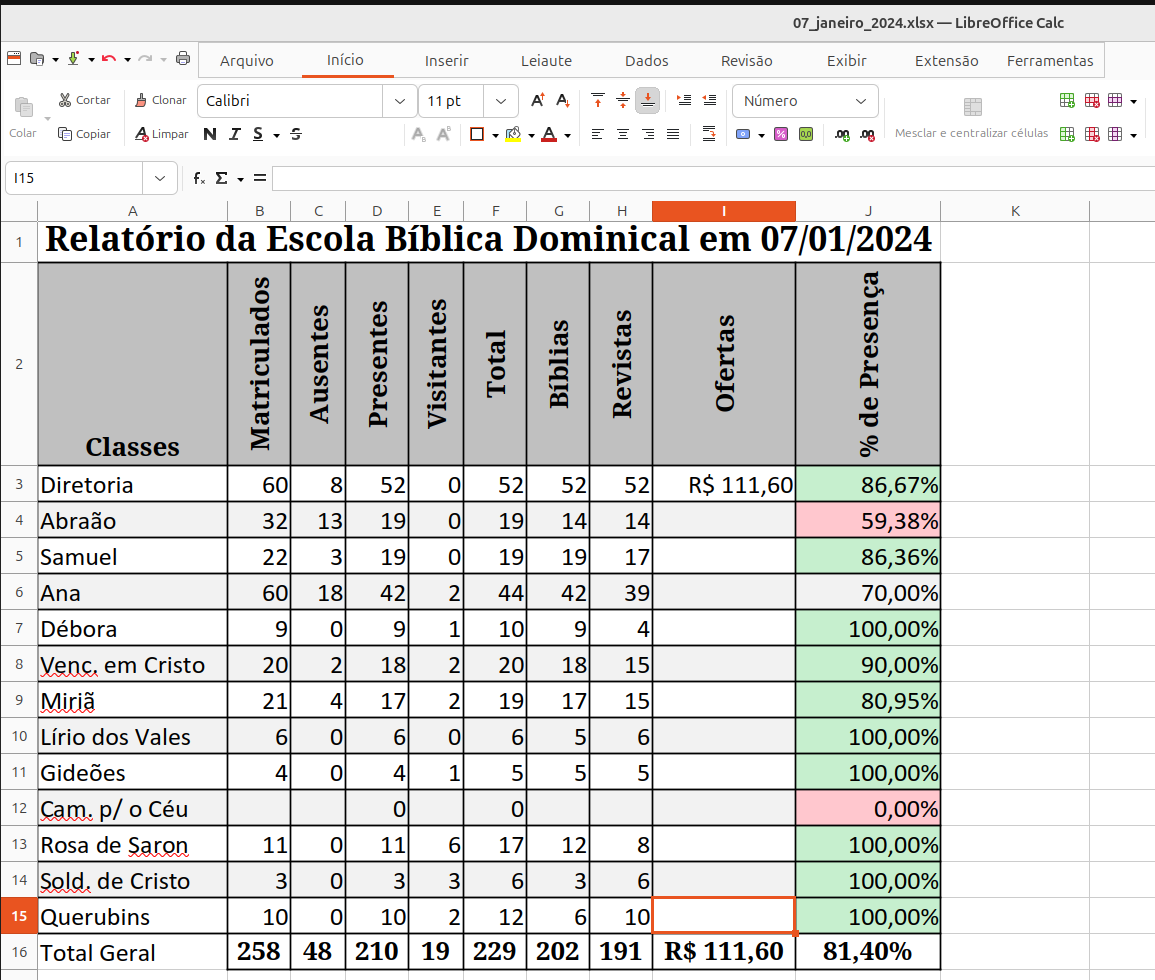 07_janeiro_2024.xlsx — LibreOffice Calc
Arquivo Início Inserir Leiaute Dados Revisão Exibir Extensão Ferramentas
Colar Cortar Clonar Calibri 11 pt A A Número Mesclar e centralizar células
Copiar Limpar N I S S A A A % 0,0 .00 .00
I15 fx Σ =
A B C D E F G H I J K
1 Relatório da Escola Bíblica Dominical em 07/01/2024
2 Classes Matriculados Ausentes Presentes Visitantes Total Bíblias Revistas Ofertas % de Presença
3 Diretoria 60 8 52 0 52 52 52 R$ 111,60 86,67%
4 Abraão 32 13 19 0 19 14 14 59,38%
5 Samuel 22 3 19 0 19 19 17 86,36%
6 Ana 60 18 42 2 44 42 39 70,00%
7 Débora 9 0 9 1 10 9 4 100,00%
8 Venc. em Cristo 20 2 18 2 20 18 15 90,00%
9 Miriã 21 4 17 2 19 17 15 80,95%
10 Lírio dos Vales 6 0 6 0 6 5 6 100,00%
11 Gideões 4 0 4 1 5 5 5 100,00%
12 Cam. p/ o Céu 0 0 0,00%
13 Rosa de Saron 11 0 11 6 17 12 8 100,00%
14 Sold. de Cristo 3 0 3 3 6 3 6 100,00%
15 Querubins 10 0 10 2 12 6 10 100,00%
16 Total Geral 258 48 210 19 229 202 191 R$ 111,60 81,40%